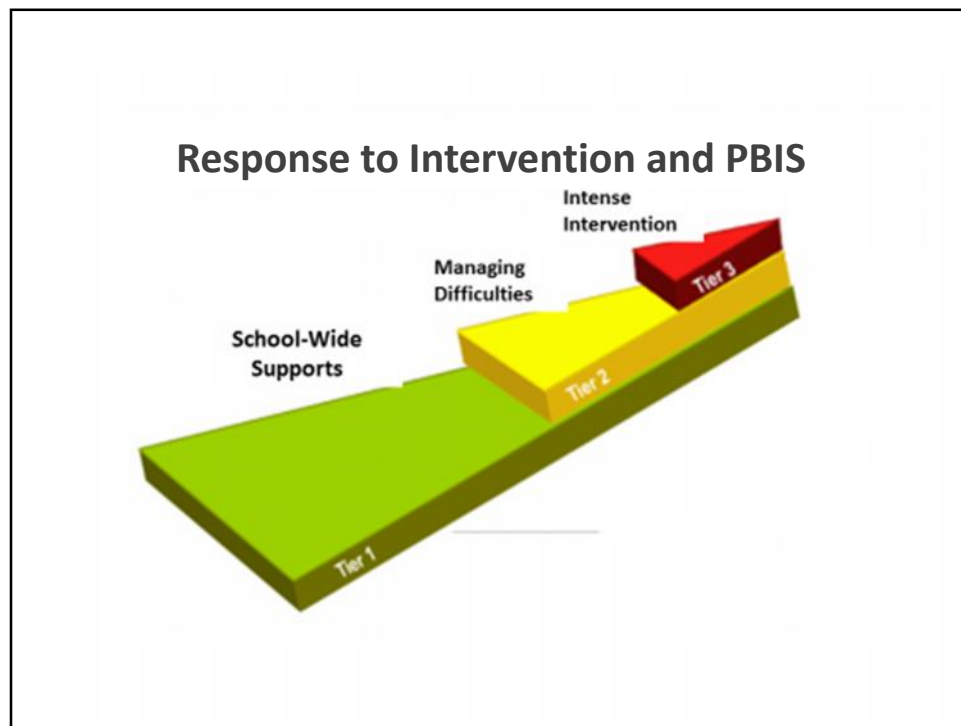 Response to Intervention and PBIS
Intense
Intervention
Managing
Difficulties
School-Wide
Supports
Tier 3
Tier 2
Tier 1